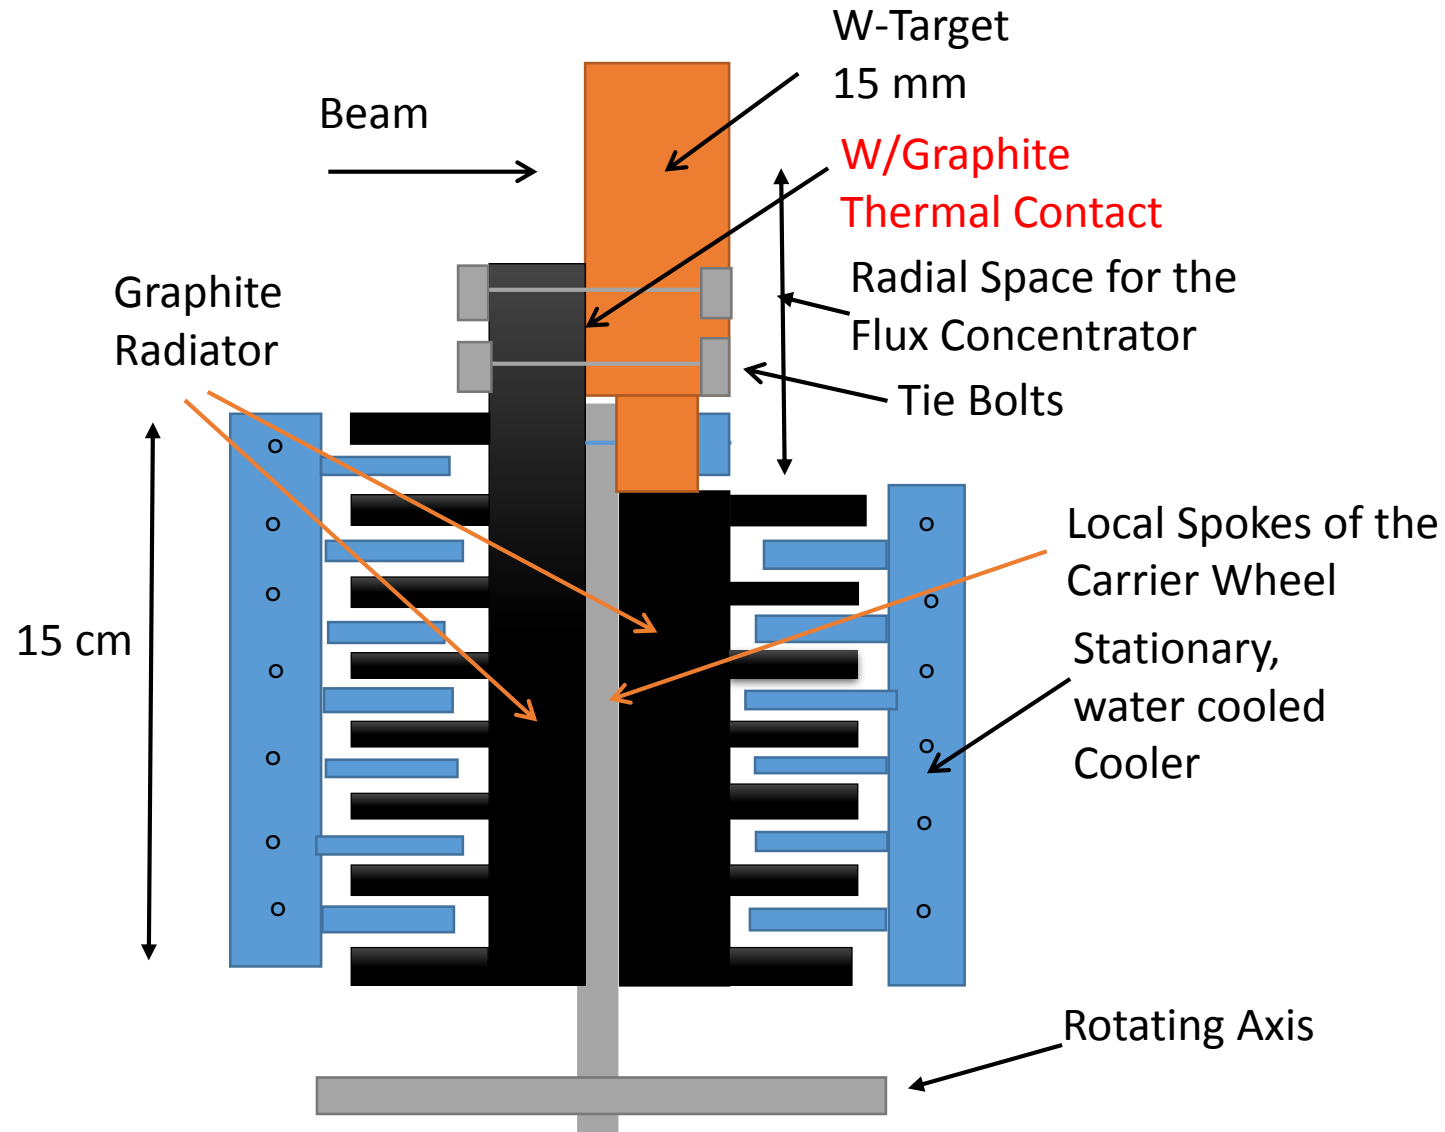 W-Target
15 mm
Beam
W/Graphite
Thermal Contact
Graphite
Radiator
Radial Space for the
Flux Concentrator
Tie Bolts
Local Spokes of the
Carrier Wheel
15 cm
Stationary,
water cooled
Cooler
Rotating Axis